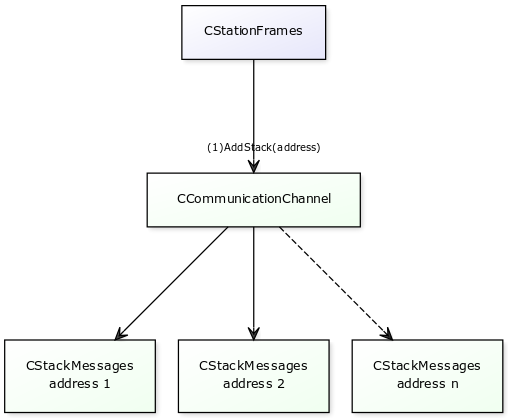 CStationFrames
(1)AddStack(address)
CCommunicationChannel
CStackMessages
address 1
CStackMessages
address 2
CStackMessages
address n